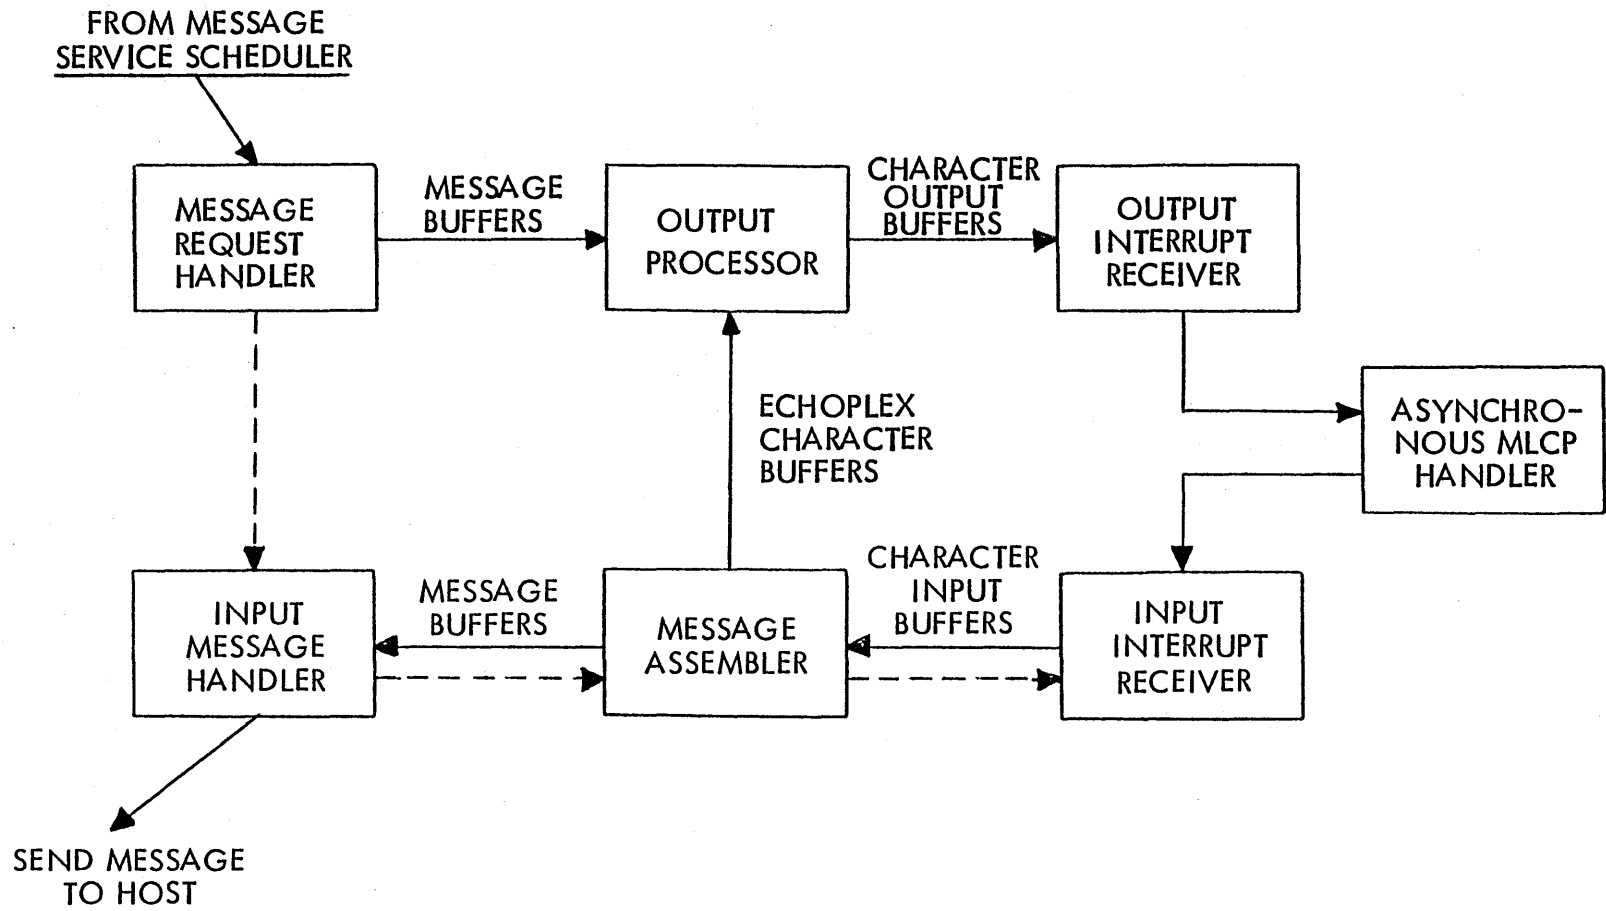 FROM MESSAGE
SERVICE SCHEDULER
MESSAGE
REQUEST
HANDLER
MESSAGE
BUFFERS
OUTPUT
PROCESSOR
CHARACTER
OUTPUT
BUFFERS
OUTPUT
INTERRUPT
RECEIVER
ECHOPLEX
CHARACTER
BUFFERS
ASYNCHRO-
NOUS MLCP
HANDLER
INPUT
MESSAGE
HANDLER
MESSAGE
BUFFERS
MESSAGE
ASSEMBLER
CHARACTER
INPUT
BUFFERS
INPUT
INTERRUPT
RECEIVER
SEND MESSAGE
TO HOST